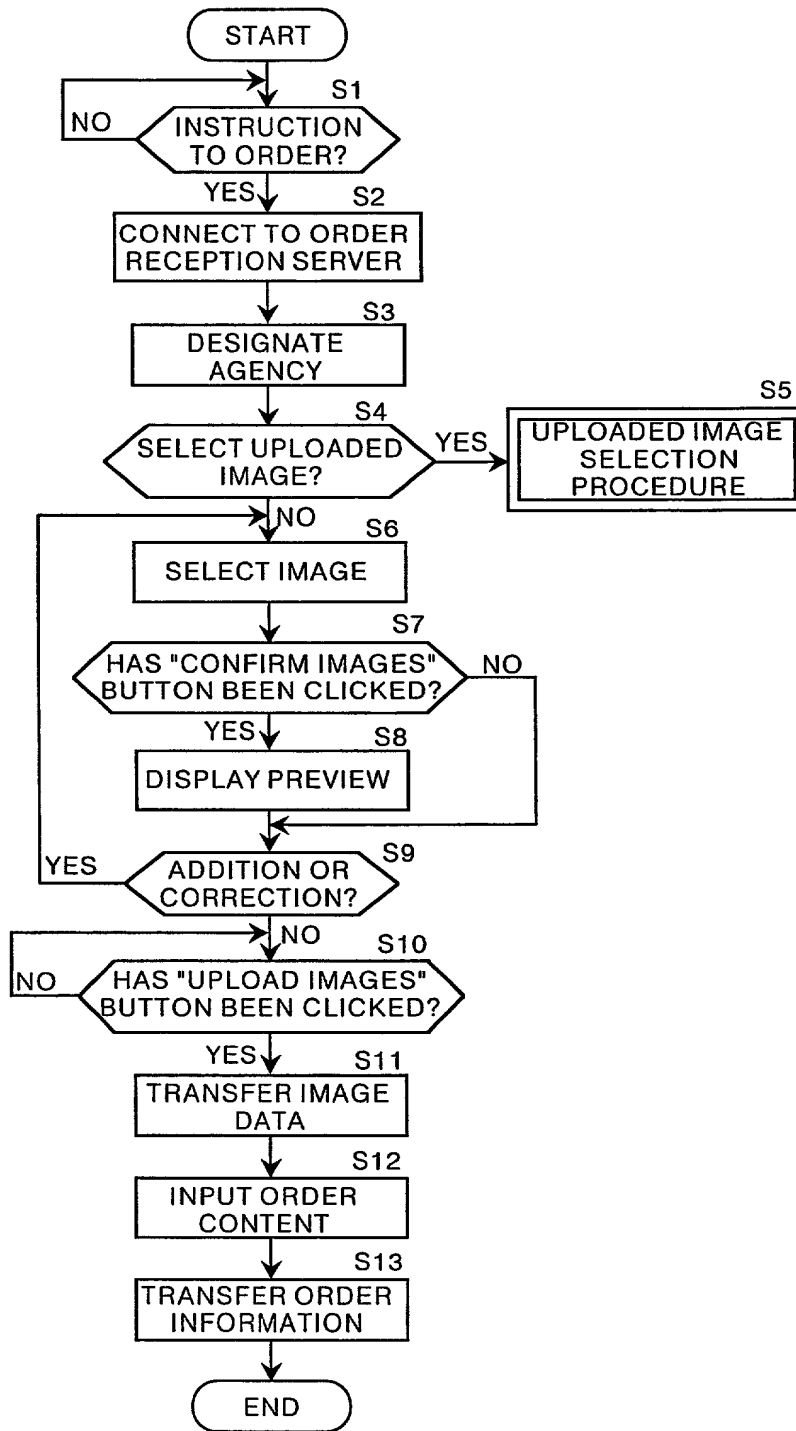 START
S1
NO
INSTRUCTION
TO ORDER?
YES
S2
CONNECT TO ORDER
RECEPTION SERVER
S3
DESIGNATE
AGENCY
S4
SELECT UPLOADED
IMAGE?
YES
S5
UPLOADED IMAGE
SELECTION
PROCEDURE
NO
S6
SELECT IMAGE
S7
HAS "CONFIRM IMAGES"
BUTTON BEEN CLICKED?
NO
YES
S8
DISPLAY PREVIEW
S9
YES
ADDITION OR
CORRECTION?
NO
S10
NO
HAS "UPLOAD IMAGES"
BUTTON BEEN CLICKED?
YES
S11
TRANSFER IMAGE
DATA
S12
INPUT ORDER
CONTENT
S13
TRANSFER ORDER
INFORMATION
END